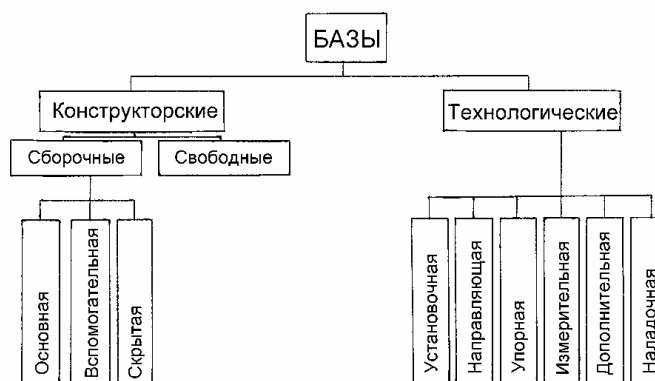 БАЗЫ
Конструкторские
Технологические
Сборочные
Свободные
Основная
Вспомогательная
Скрытая
Установочная
Направляющая
Упорная
Измерительная
Дополнительная
Наладочная